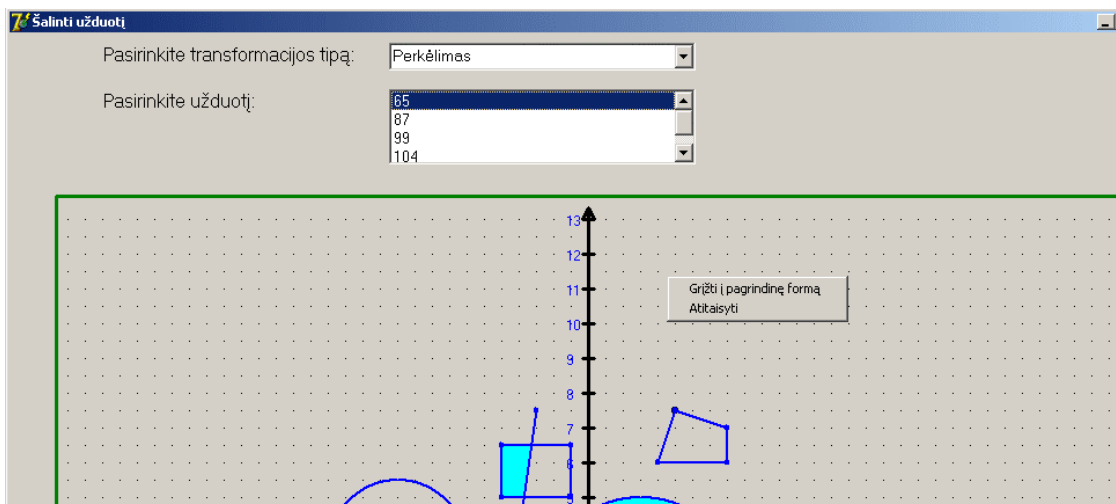 Šalinti užduotį
Pasirinkite transformacijos tipą:
Perkėlimas
Pasirinkite užduotį:
65
87
99
104
13
12
11
Grįžti į pagrindinę formą
Atitaisyti
10
9
8
7
6
5